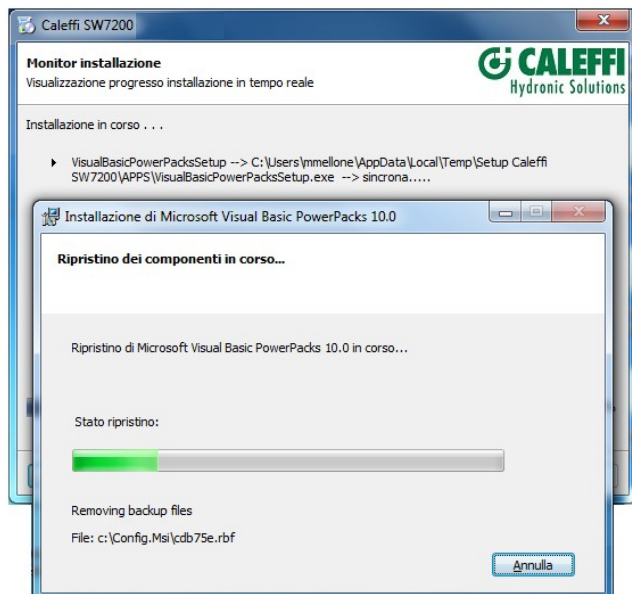 Caleffi SW7200
Monitor installazione
Visualizzazione progresso installazione in tempo reale
CALEFFI
Hydronic Solutions
Installazione in corso . . .
VisualBasicPowerPacksSetup --> C:\Users\mmellone\AppData\Local\Temp\Setup Caleffi
SW7200\APPS\VisualBasicPowerPacksSetup.exe --> sincrona.....
Installazione di Microsoft Visual Basic PowerPacks 10.0
Ripristino dei componenti in corso...
Ripristino di Microsoft Visual Basic PowerPacks 10.0 in corso...
Stato ripristino:
Removing backup files
File: c:\Config.Msi\cdb75e.rbf
Annulla